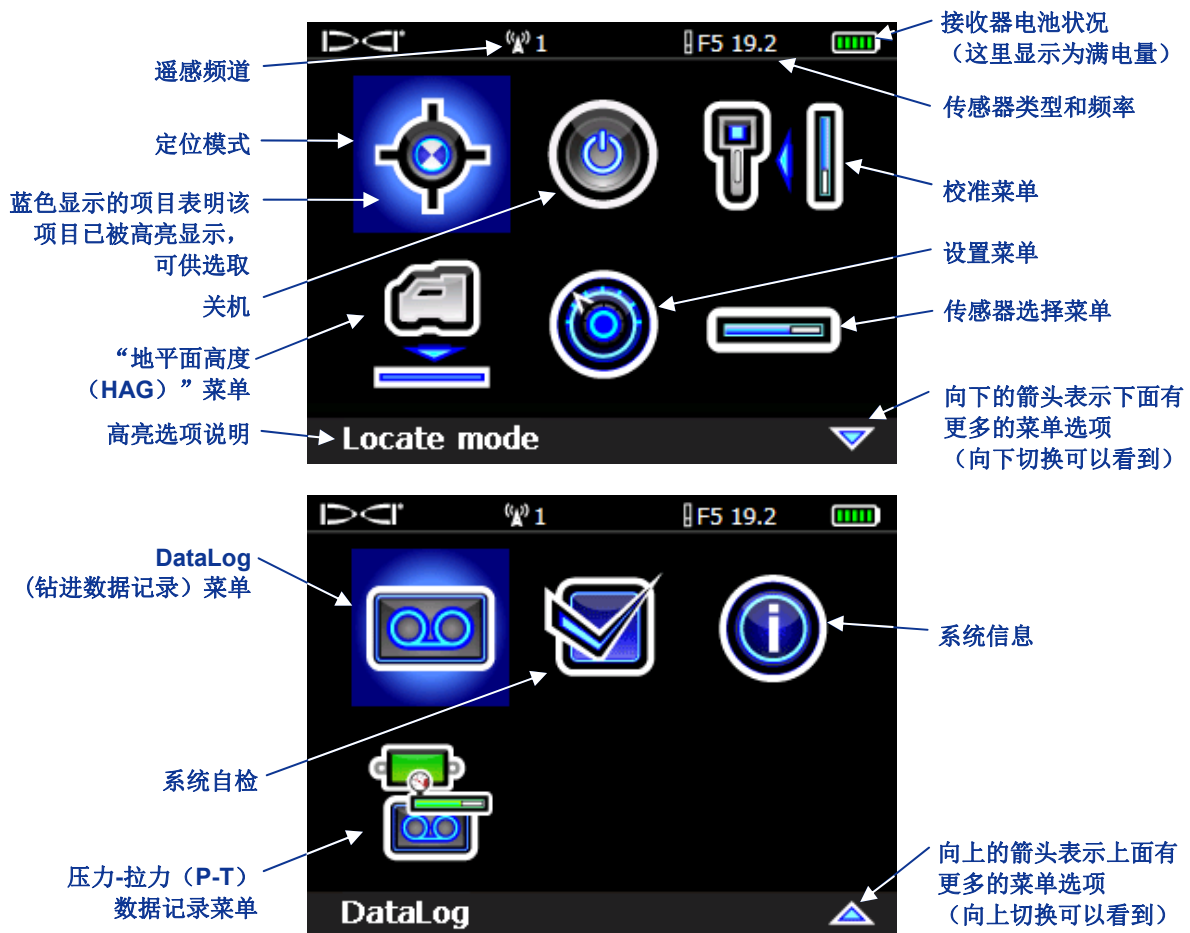 DCI
1
F5 19.2
接收器电池状况
（这里显示为满电量）
遥感频道
传感器类型和频率
定位模式
校准菜单
蓝色显示的项目表明该
项目已被高亮显示，
可供选取
设置菜单
关机
传感器选择菜单
“地平面高度
（HAG）”菜单
向下的箭头表示下面有
更多的菜单选项
（向下切换可以看到）
高亮选项说明
Locate mode
DCI
1
F5 19.2
DataLog
(钻进数据记录）菜单
系统信息
系统自检
压力-拉力（P-T）
数据记录菜单
向上的箭头表示上面有
更多的菜单选项
（向上切换可以看到）
DataLog